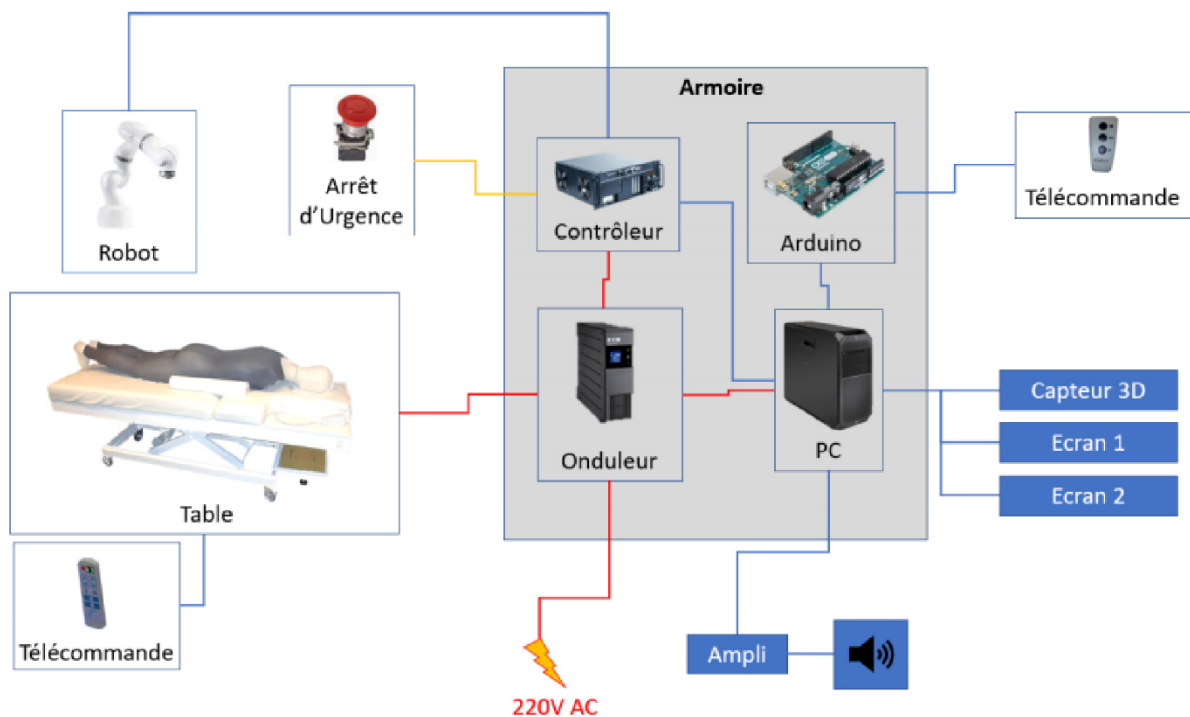 Armoire
Robot
Arrêt
d'Urgence
Contrôleur
Arduino
Télécommande
Table
Onduleur
PC
Capteur 3D
Ecran 1
Ecran 2
Télécommande
Ampli
220V AC